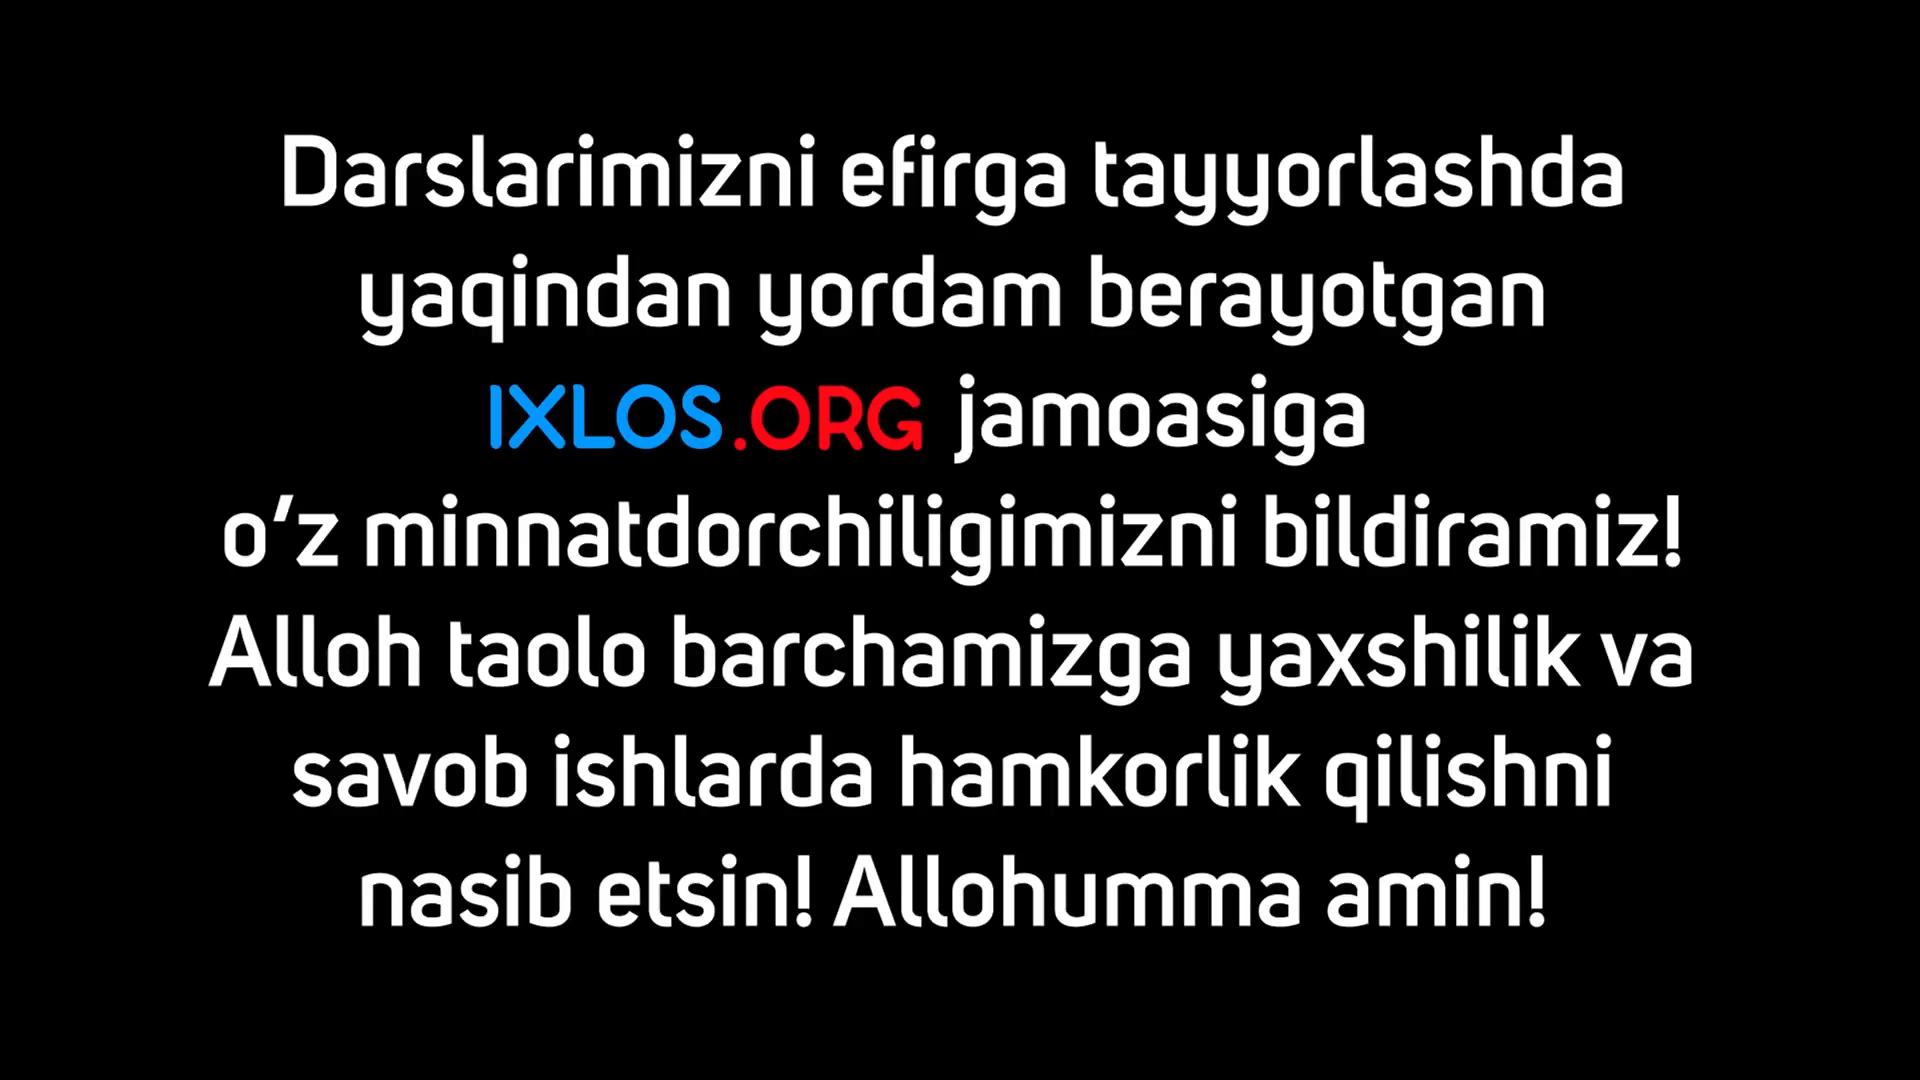 Darslarimizni efirga tayyorlashda
yaqindan yordam berayotgan
IXLOS.ORG jamoasiga
o‘z minnatdorchiligimizni bildiramiz!
Alloh taolo barchamizga yaxshilik va
savob ishlarda hamkorlik qilishni
nasib etsin! Allohumma amin!